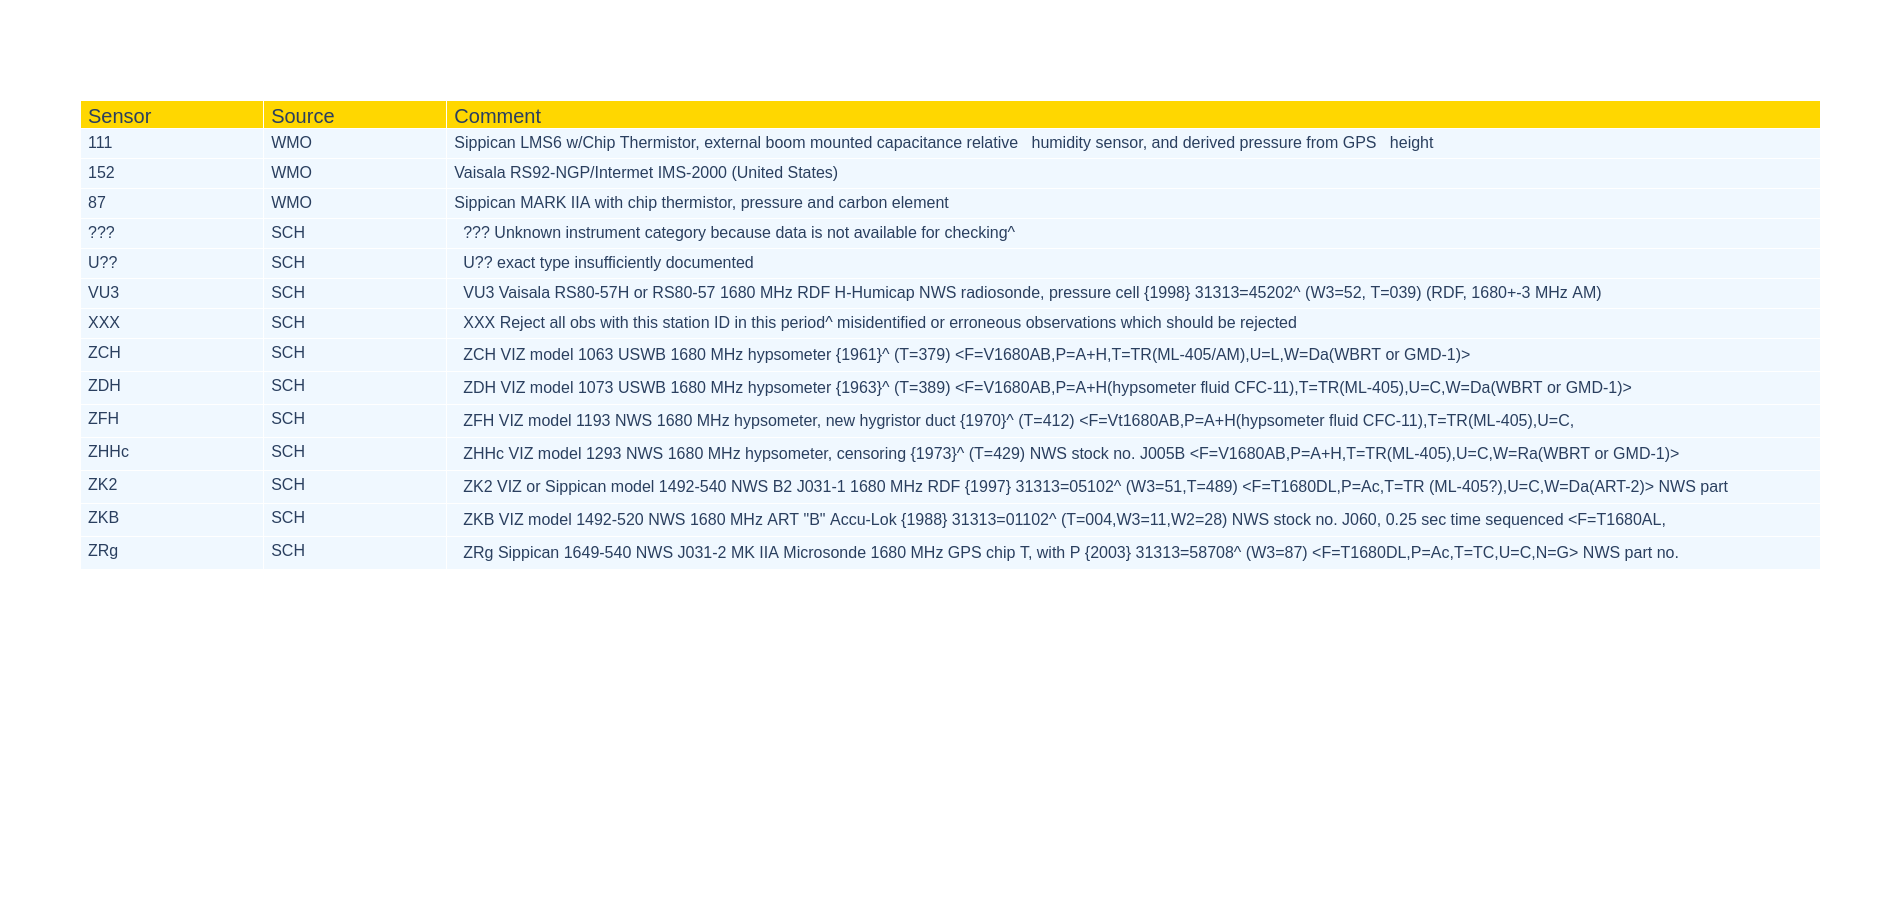 Sensor Source Comment
111 WMO Sippican LMS6 w/Chip Thermistor, external boom mounted capacitance relative humidity sensor, and derived pressure from GPS height
152 WMO Vaisala RS92-NGP/Intermet IMS-2000 (United States)
87 WMO Sippican MARK IIA with chip thermistor, pressure and carbon element
??? SCH ??? Unknown instrument category because data is not available for checking^
U?? SCH U?? exact type insufficiently documented
VU3 SCH VU3 Vaisala RS80-57H or RS80-57 1680 MHz RDF H-Humicap NWS radiosonde, pressure cell {1998} 31313=45202^ (W3=52, T=039) (RDF, 1680+-3 MHz AM)
XXX SCH XXX Reject all obs with this station ID in this period^ misidentified or erroneous observations which should be rejected
ZCH SCH ZCH VIZ model 1063 USWB 1680 MHz hypsometer {1961}^ (T=379) <F=V1680AB,P=A+H,T=TR(ML-405/AM),U=L,W=Da(WBRT or GMD-1)>
ZDH SCH ZDH VIZ model 1073 USWB 1680 MHz hypsometer {1963}^ (T=389) <F=V1680AB,P=A+H(hypsometer fluid CFC-11),T=TR(ML-405),U=C,W=Da(WBRT or GMD-1)>
ZFH SCH ZFH VIZ model 1193 NWS 1680 MHz hypsometer, new hygristor duct {1970}^ (T=412) <F=Vt1680AB,P=A+H(hypsometer fluid CFC-11),T=TR(ML-405),U=C,
ZHHc SCH ZHHc VIZ model 1293 NWS 1680 MHz hypsometer, censoring {1973}^ (T=429) NWS stock no. J005B <F=V1680AB,P=A+H,T=TR(ML-405),U=C,W=Ra(WBRT or GMD-1)>
ZK2 SCH ZK2 VIZ or Sippican model 1492-540 NWS B2 J031-1 1680 MHz RDF {1997} 31313=05102^ (W3=51,T=489) <F=T1680DL,P=Ac,T=TR (ML-405?),U=C,W=Da(ART-2)> NWS part
ZKB SCH ZKB VIZ model 1492-520 NWS 1680 MHz ART "B" Accu-Lok {1988} 31313=01102^ (T=004,W3=11,W2=28) NWS stock no. J060, 0.25 sec time sequenced <F=T1680AL,
ZRg SCH ZRg Sippican 1649-540 NWS J031-2 MK IIA Microsonde 1680 MHz GPS chip T, with P {2003} 31313=58708^ (W3=87) <F=T1680DL,P=Ac,T=TC,U=C,N=G> NWS part no.